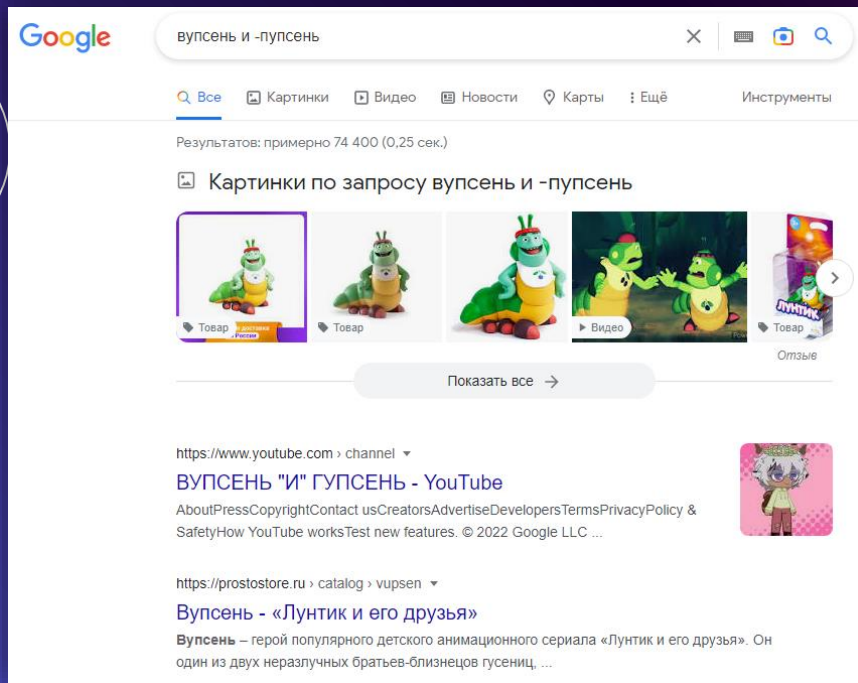 Google
вупсень и -пупсень
Все Картинки Видео Новости Карты Ещё Инструменты
Результатов: примерно 74 400 (0,25 сек.)
Картинки по запросу вупсень и -пупсень
Товар
Товар
Видео
ЛУНТИК
Товар
Отзыв
Показать все
https://www.youtube.com › channel
ВУПСЕНЬ "И" ГУПСЕНЬ - YouTube
AboutPressCopyrightContact usCreatorsAdvertiseDevelopersTermsPrivacyPolicy &
SafetyHow YouTube worksTest new features. © 2022 Google LLC ...
https://prostostore.ru › catalog › vupsen
Вупсень - «Лунтик и его друзья»
Вупсень – герой популярного детского анимационного сериала «Лунтик и его друзья». Он
один из двух неразлучных братьев-близнецов гусениц, ...